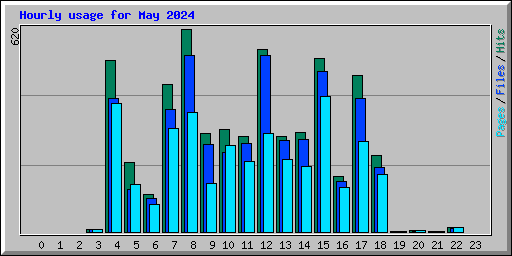 Hourly usage for May 2024
620
Pages / Files / Hits
0 1 2 3 4 5 6 7 8 9 10 11 12 13 14 15 16 17 18 19 20 21 22 23